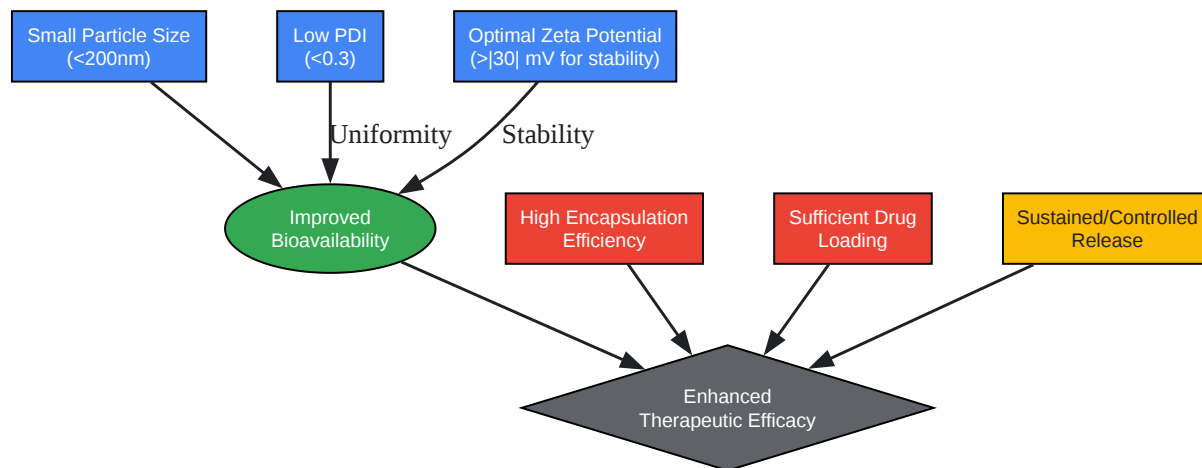 Small Particle Size
(<200nm)
Low PDI
(<0.3)
Optimal Zeta Potential
(>|30| mV for stability)
Uniformity
Stability
Improved
Bioavailability
High Encapsulation
Efficiency
Sufficient Drug
Loading
Sustained/Controlled
Release
Enhanced
Therapeutic Efficacy